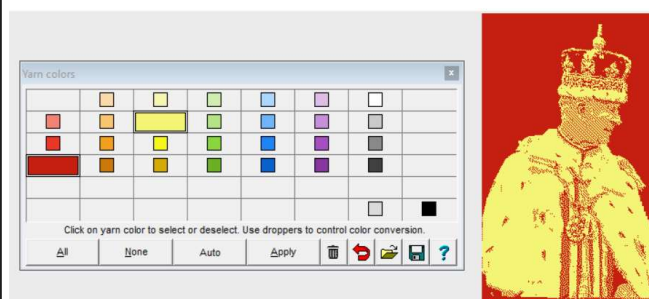 Yarn colors
x
Click on yarn color to select or deselect. Use droppers to control color conversion.
All None Auto Apply ?